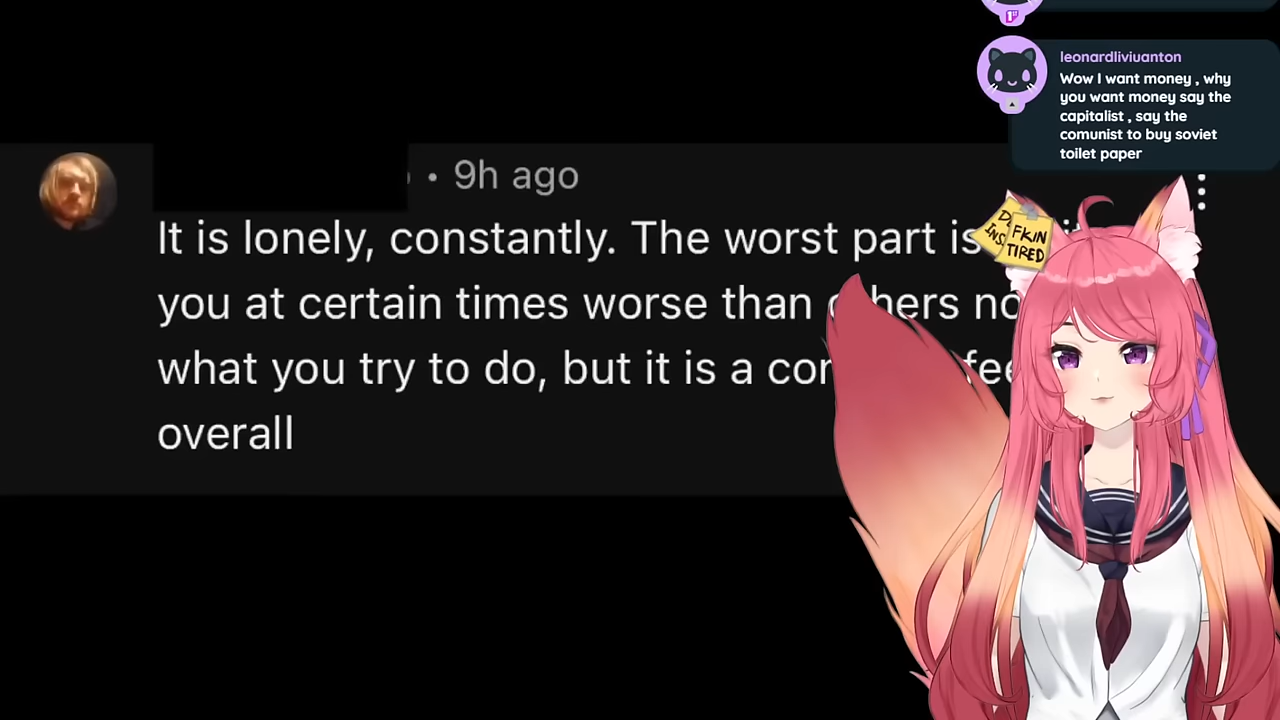 leonardliviuanton
Wow I want money , why
you want money say the
capitalist , say the
comunist to buy soviet
toilet paper
• 9h ago
It is lonely, constantly. The worst part is
you at certain times worse than others
what you try to do, but it is a
overall
FKIN
TIRED